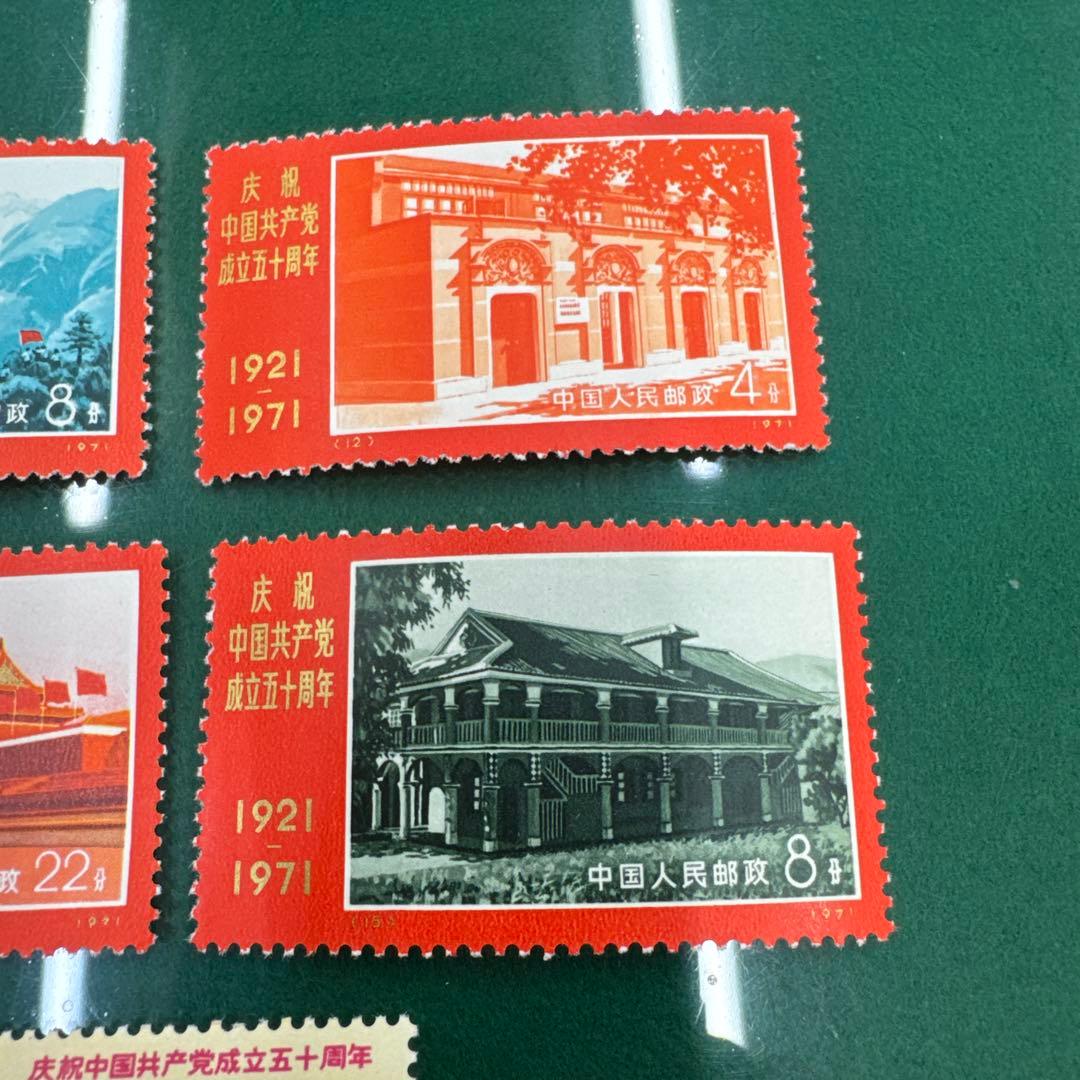 庆祝
中国共产党
成立五十周年
1921
1971
中国人民邮政 4分
(12)
1971
政 8分
1971
庆祝
中国共产党
成立五十周年
1921
1971
中国人民邮政 8分
(15)
1971
政 22分
1971
庆祝中国共产党成立五十周年